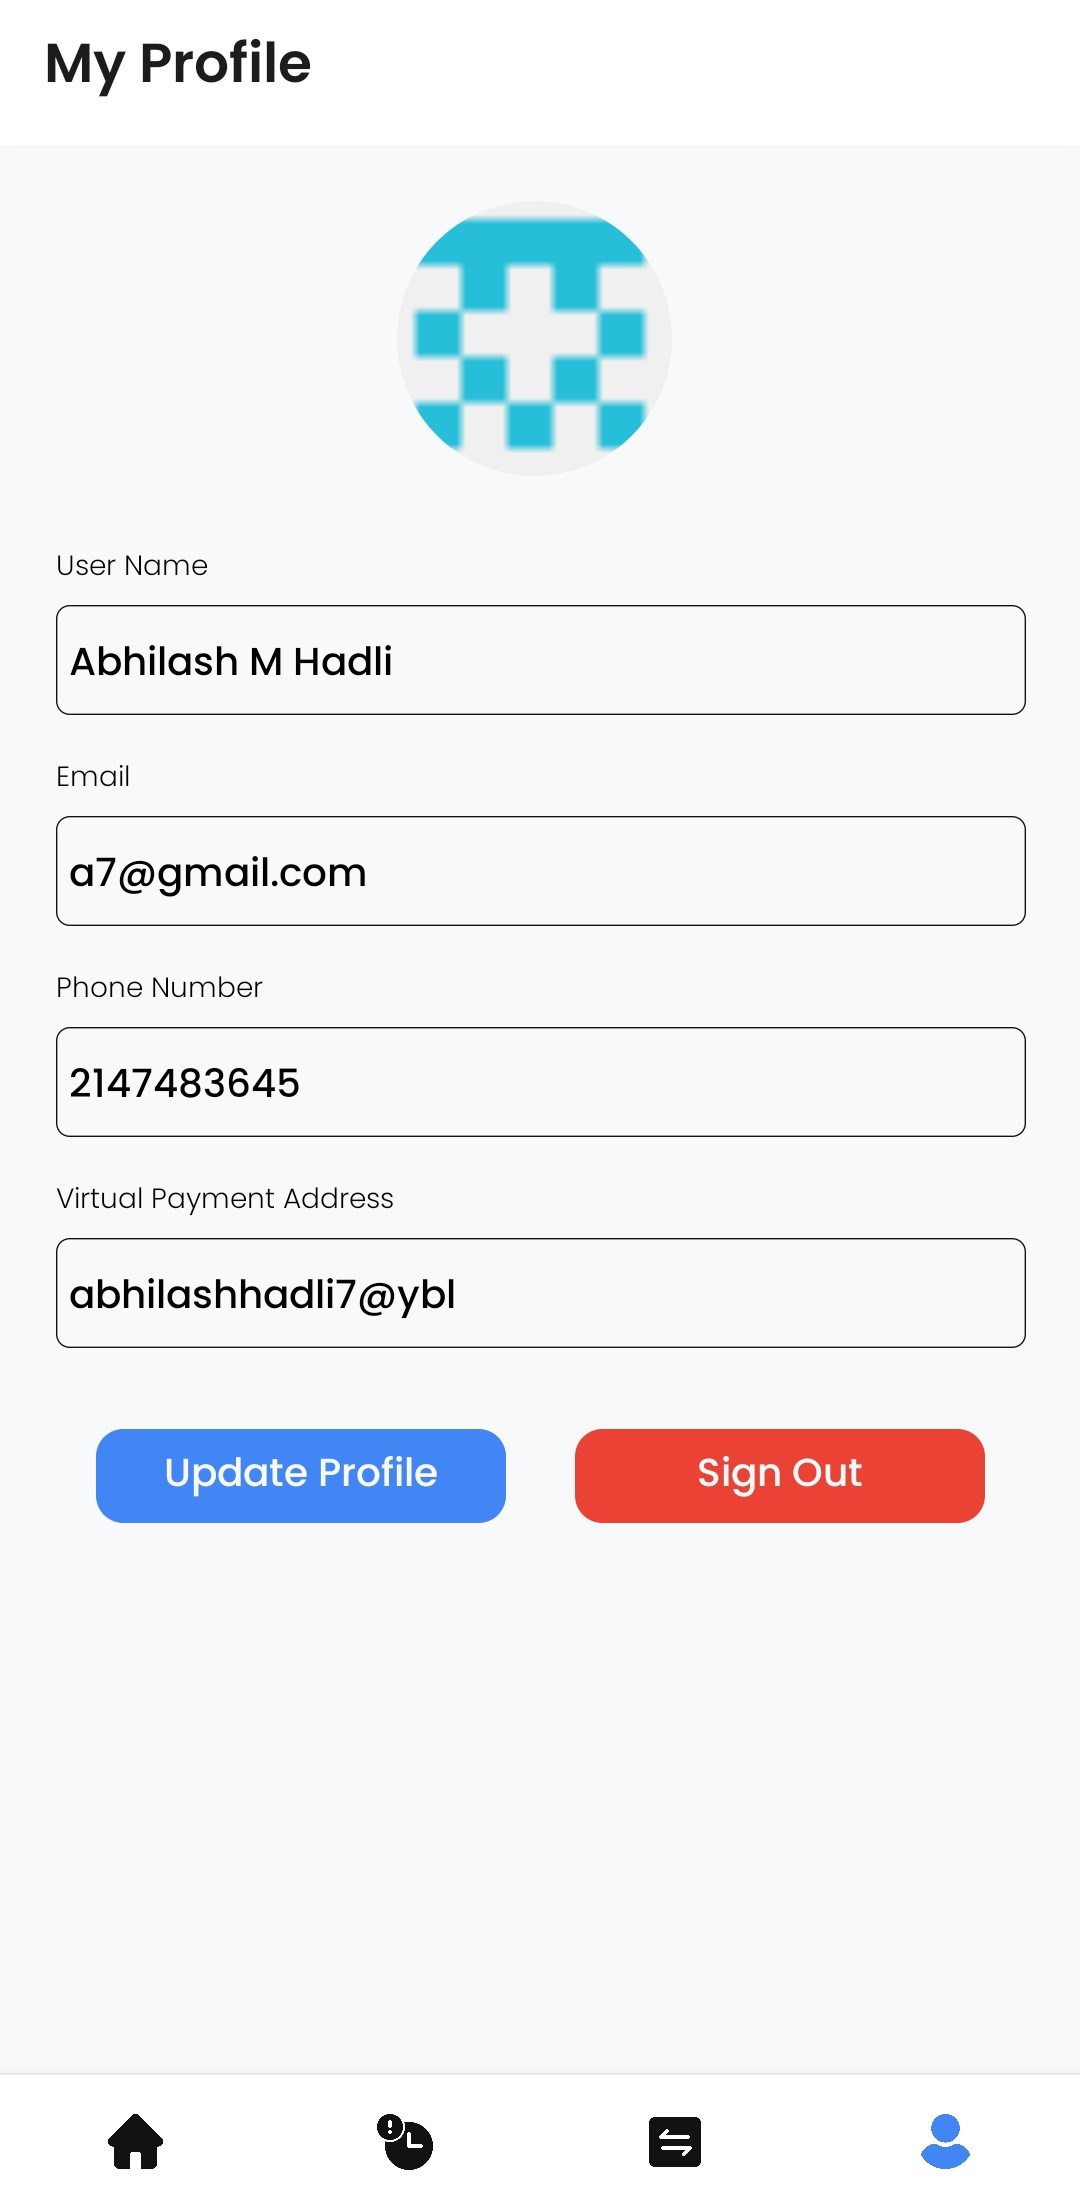 My Profile
User Name
Abhilash M Hadli
Email
a7@gmail.com
Phone Number
2147483645
Virtual Payment Address
abhilashhadli7@ybl
Update Profile
Sign Out